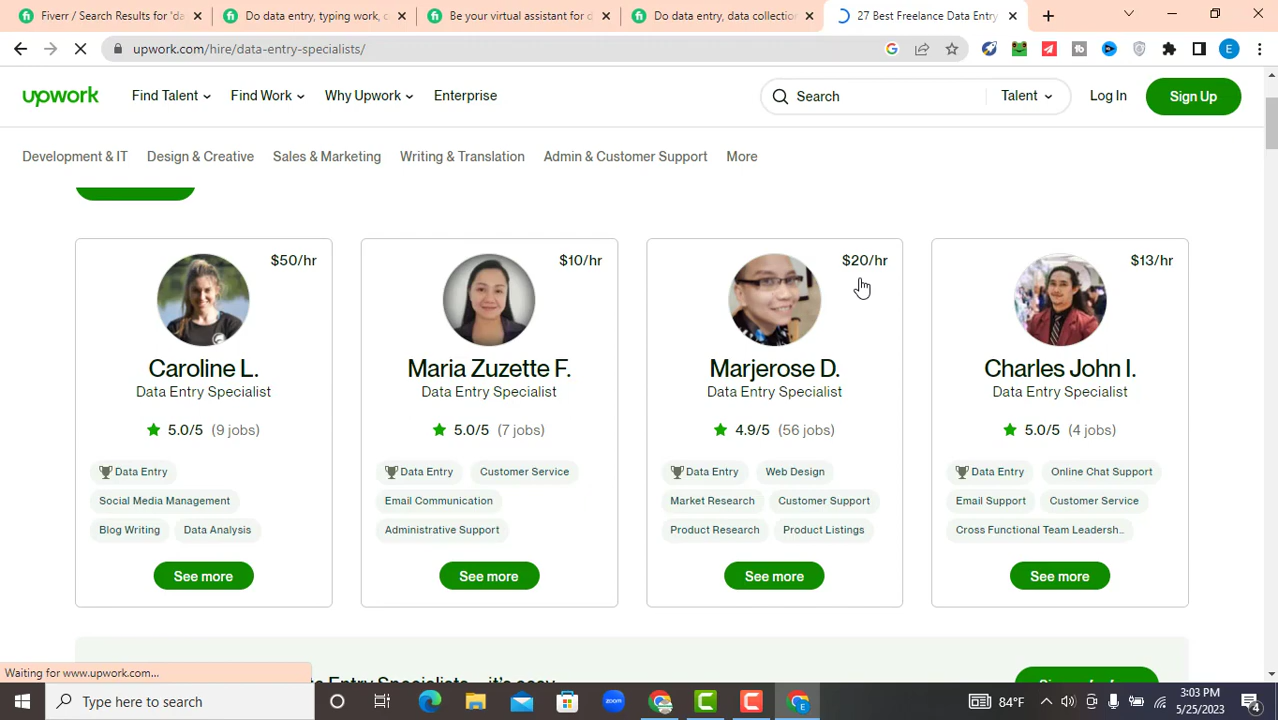 Fiverr / Search Results for 'da
Do data entry, typing work, c
Be your virtual assistant for d
Do data entry, data collection
27 Best Freelance Data Entry
upwork.com/hire/data-entry-specialists/
E
upwork
Find Talent
Find Work
Why Upwork
Enterprise
Search
Talent
Log In
Sign Up
Development & IT
Design & Creative
Sales & Marketing
Writing & Translation
Admin & Customer Support
More
$50/hr
Caroline L.
Data Entry Specialist
5.0/5 (9 jobs)
Data Entry
Social Media Management
Blog Writing
Data Analysis
See more
$10/hr
Maria Zuzette F.
Data Entry Specialist
5.0/5 (7 jobs)
Data Entry
Customer Service
Email Communication
Administrative Support
See more
$20/hr
Marjerose D.
Data Entry Specialist
4.9/5 (56 jobs)
Data Entry
Web Design
Market Research
Customer Support
Product Research
Product Listings
See more
$13/hr
Charles John I.
Data Entry Specialist
5.0/5 (4 jobs)
Data Entry
Online Chat Support
Email Support
Customer Service
Cross Functional Team Leadersh...
See more
Entry Specialists
easy
Waiting for www.upwork.com...
Type here to search
zoom
E
84°F
3:03 PM
5/25/2023
4